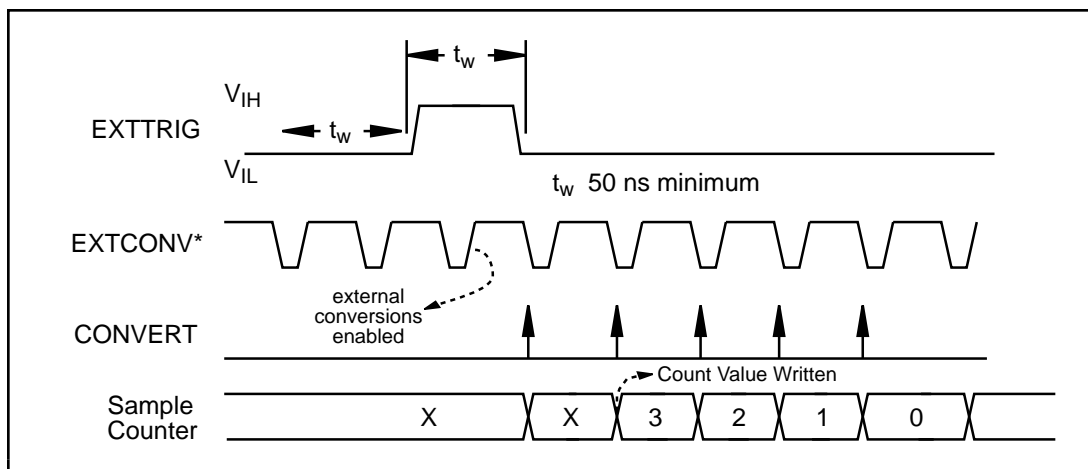 t_w
V_IH
EXTTRIG
t_w
V_IL
t_w 50 ns minimum
EXTCONV*
external
conversions
enabled
CONVERT
Count Value Written
Sample
Counter
X X 3 2 1 0